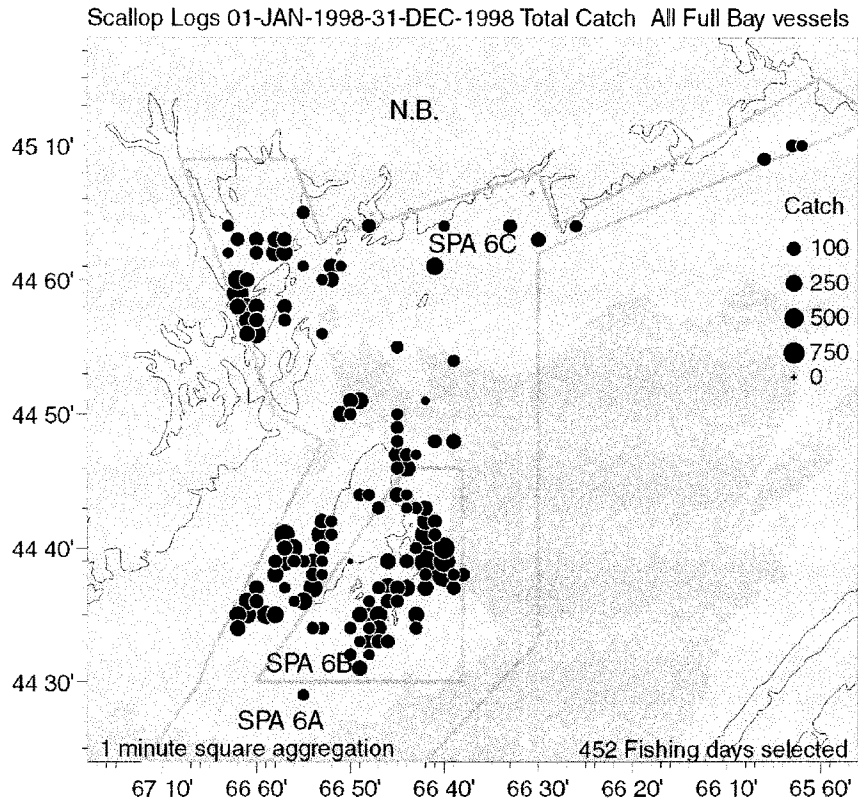 Scallop Logs 01-JAN-1998-31-DEC-1998 Total Catch All Full Bay vessels
N.B.
45 10'
Catch
100
SPA 6C
250
44 60'
500
750
0
44 50'
44 40'
SPA 6B
44 30'
SPA 6A
1 minute square aggregation
452 Fishing days selected
67 10' 66 60' 66 50' 66 40' 66 30' 66 20' 66 10' 65 60'